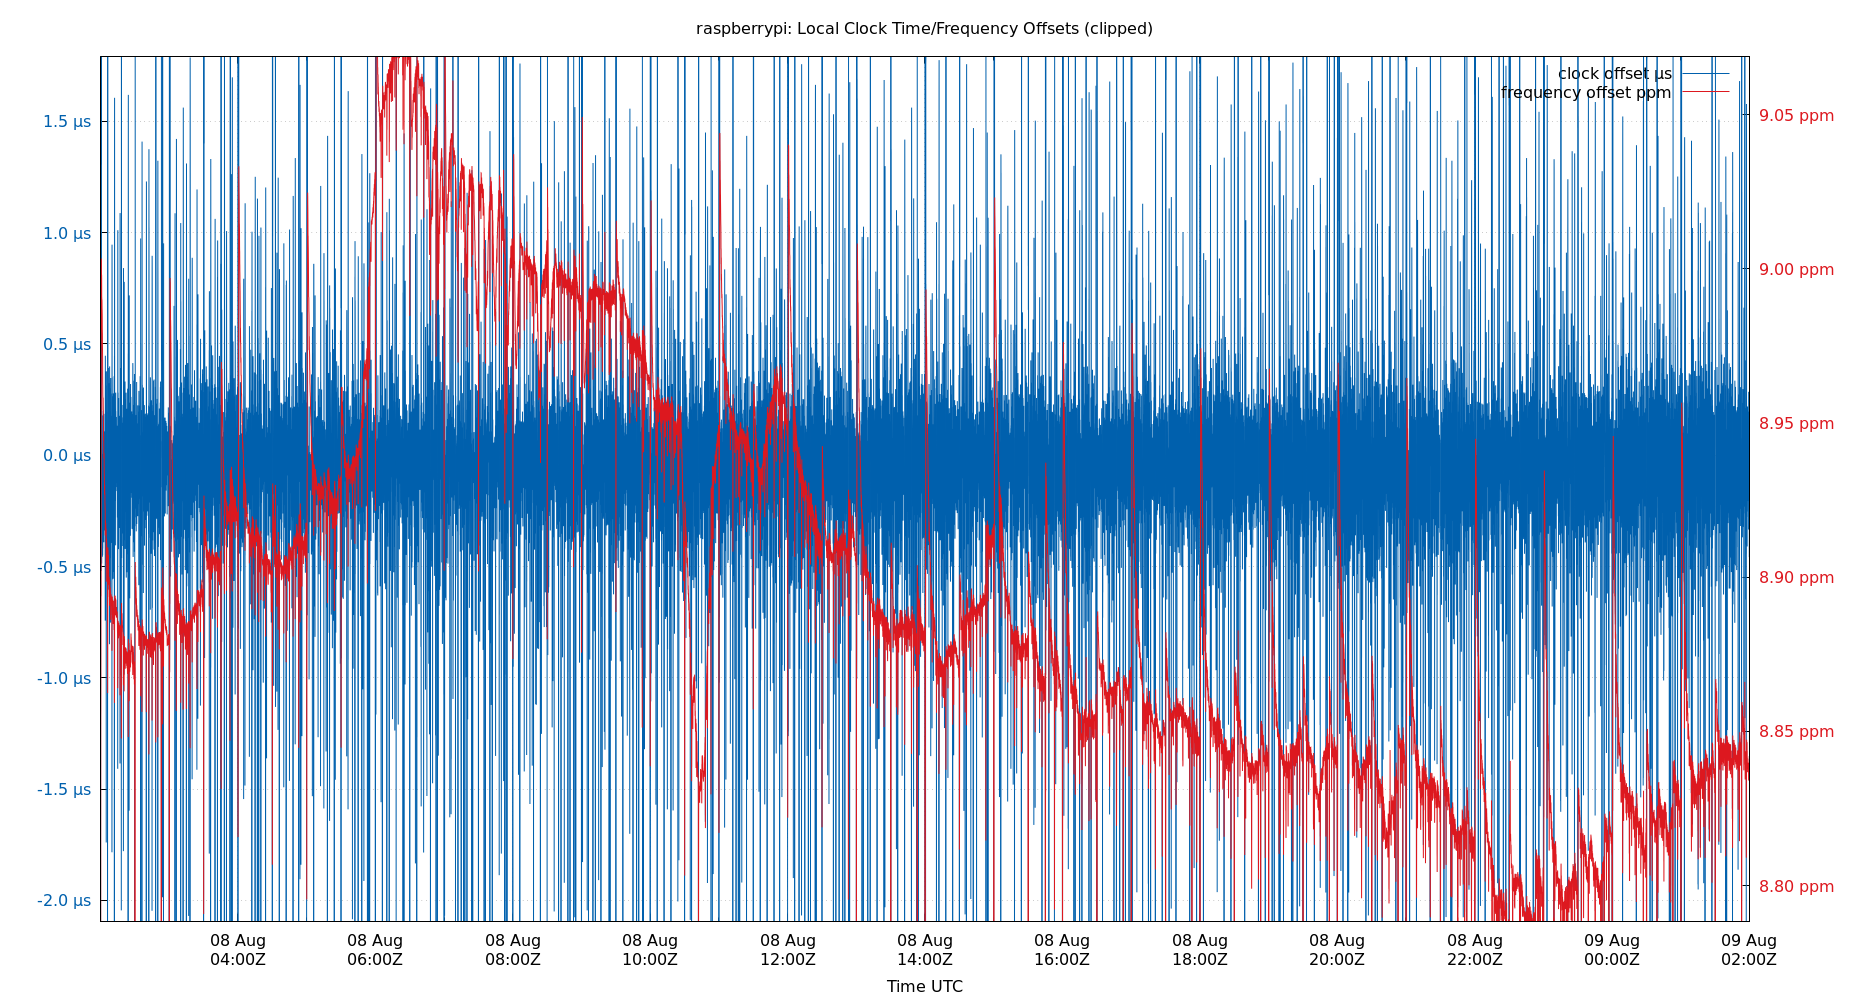 raspberrypi: Local Clock Time/Frequency Offsets (clipped)
clock offset µs
frequency offset ppm
1.5 µs
1.0 µs
0.5 µs
0.0 µs
-0.5 µs
-1.0 µs
-1.5 µs
-2.0 µs
9.05 ppm
9.00 ppm
8.95 ppm
8.90 ppm
8.85 ppm
8.80 ppm
08 Aug 08 Aug 08 Aug 08 Aug 08 Aug 08 Aug 08 Aug 08 Aug 08 Aug 08 Aug 09 Aug 09 Aug
04:00Z 06:00Z 08:00Z 10:00Z 12:00Z 14:00Z 16:00Z 18:00Z 20:00Z 22:00Z 00:00Z 02:00Z
Time UTC